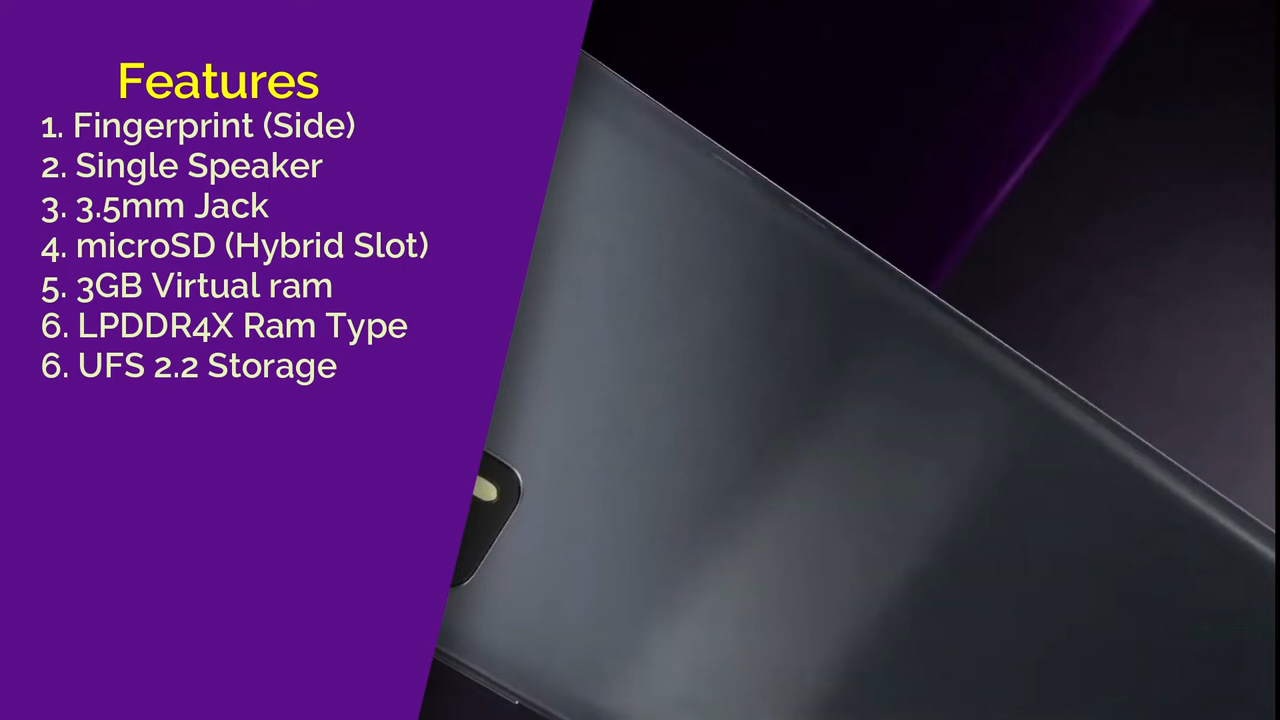 Features
1. Fingerprint (Side)
2. Single Speaker
3. 3.5mm Jack
4. microSD (Hybrid Slot)
5. 3GB Virtual ram
6. LPDDR4X Ram Type
6. UFS 2.2 Storage